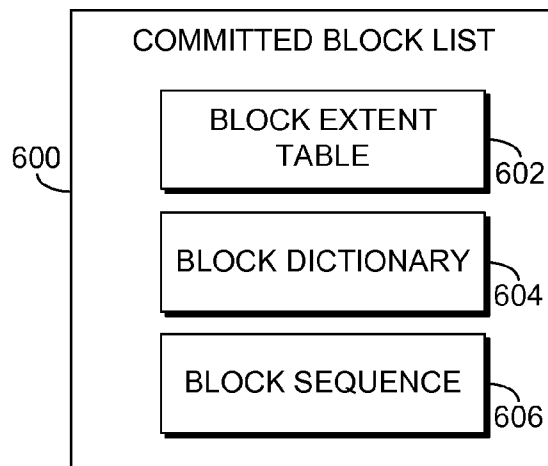 COMMITTED BLOCK LIST
BLOCK EXTENT
TABLE
600
602
BLOCK DICTIONARY
604
BLOCK SEQUENCE
606